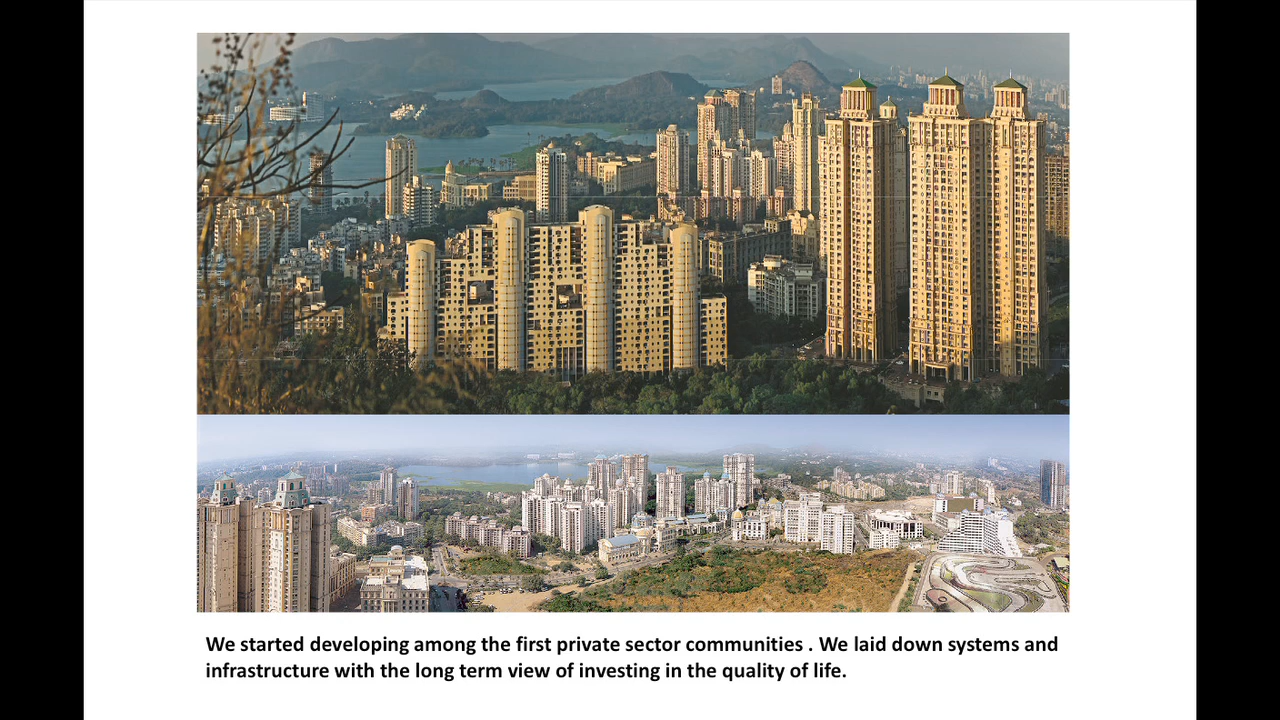 We started developing among the first private sector communities . We laid down systems and
infrastructure with the long term view of investing in the quality of life.